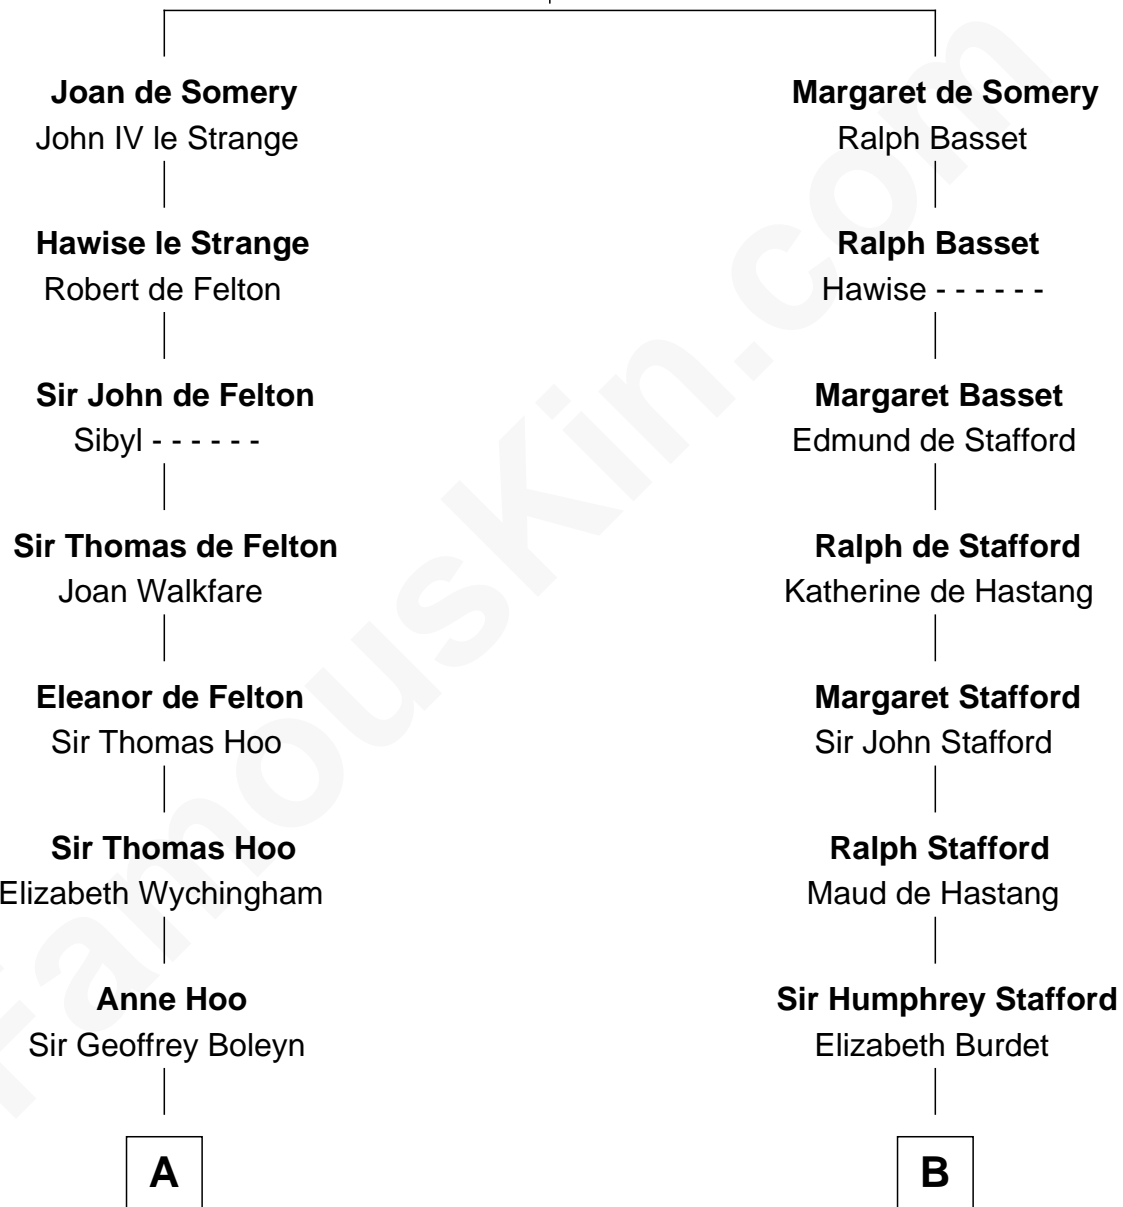 Joan de Somery
John IV le Strange
Hawise le Strange
Robert de Felton
Sir John de Felton
Sibyl - - - - - -
Sir Thomas de Felton
Joan Walkfare
Eleanor de Felton
Sir Thomas Hoo
Sir Thomas Hoo
Elizabeth Wychingham
Anne Hoo
Sir Geoffrey Boleyn
A
Margaret de Somery
Ralph Basset
Ralph Basset
Hawise - - - - - -
Margaret Basset
Edmund de Stafford
Ralph de Stafford
Katherine de Hastang
Margaret Stafford
Sir John Stafford
Ralph Stafford
Maud de Hastang
Sir Humphrey Stafford
Elizabeth Burdet
B
FamousKin.com